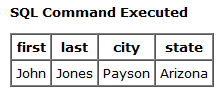 SQL Command Executed
first last city state
John Jones Payson Arizona